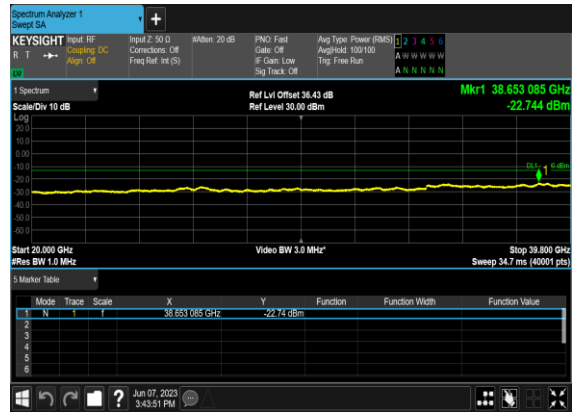 Spectrum Analyzer 1
Swept SA
KEYSIGHT Input: RF Input Z: 50 Ω #Atten: 20 dB PNO: Fast Avg Type: Power (RMS) 1 2 3 4 5 6
R T Coupling: DC Corrections: Off Gate: Off Avg|Hold: 100/100 A W W W W W
Align: Off Freq Ref: Int (S) IF Gain: Low Trig: Free Run
Sig Track: Off A N N N N N
1 Spectrum Ref Lvl Offset 36.43 dB Mkr1 38.653 085 GHz
Scale/Div 10 dB Ref Level 30.00 dBm -22.744 dBm
Log
20.0
10.0
0.00
-10.0
-20.0
-30.0
-40.0
-50.0
-60.0
1
Start 20.000 GHz Video BW 3.0 MHz* Stop 39.800 GHz
#Res BW 1.0 MHz Sweep 34.7 ms (40001 pts)
5 Marker Table
Mode Trace Scale X Y Function Function Width Function Value
1 N 1 f 38.653 085 GHz -22.74 dBm
2
3
4
5
6
? Jun 07, 2023
3:43:51 PM